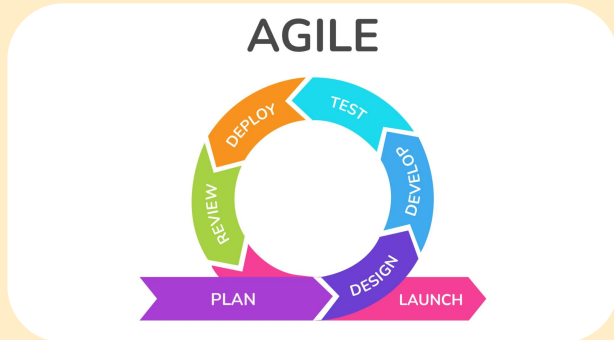 AGILE
PLAN
DESIGN
DEVELOP
TEST
DEPLOY
REVIEW
LAUNCH